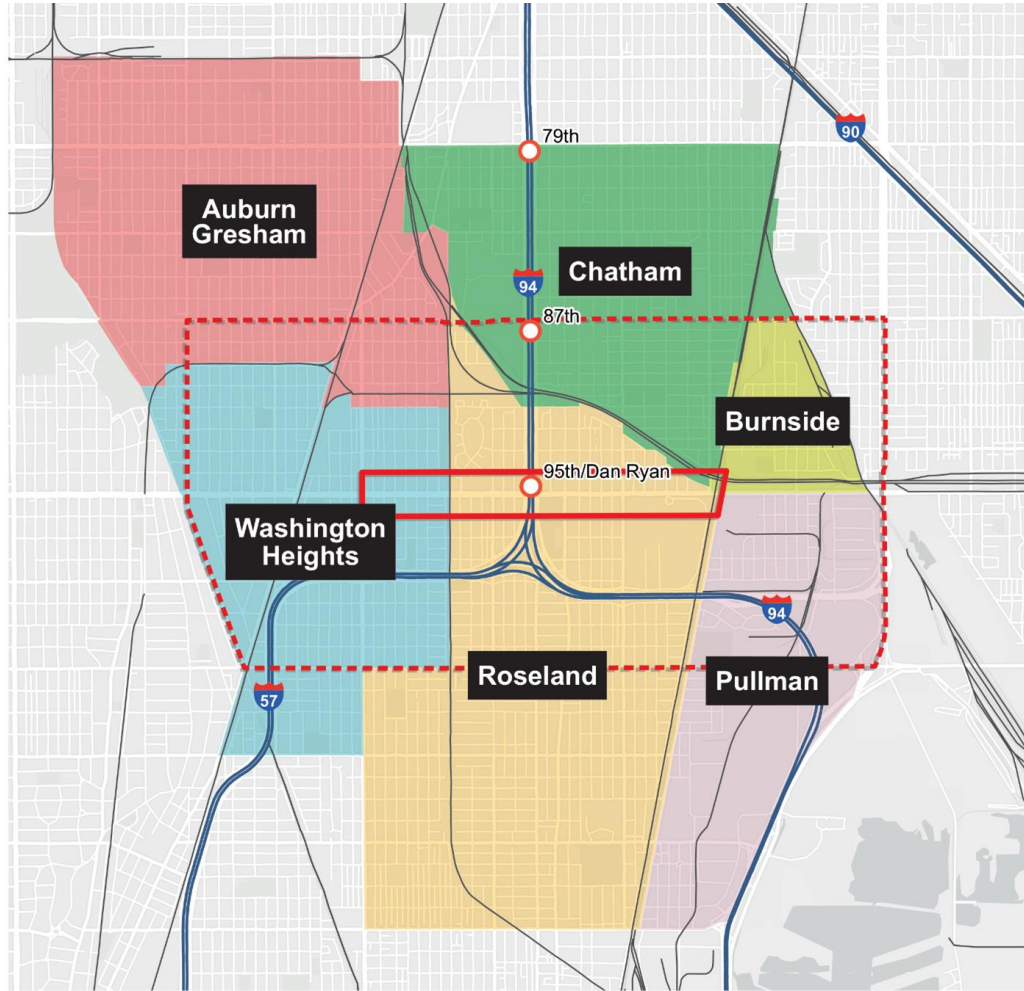 79th
90
Auburn
Gresham
Chatham
94
87th
Burnside
95th/Dan Ryan
Washington
Heights
94
Roseland
Pullman
57